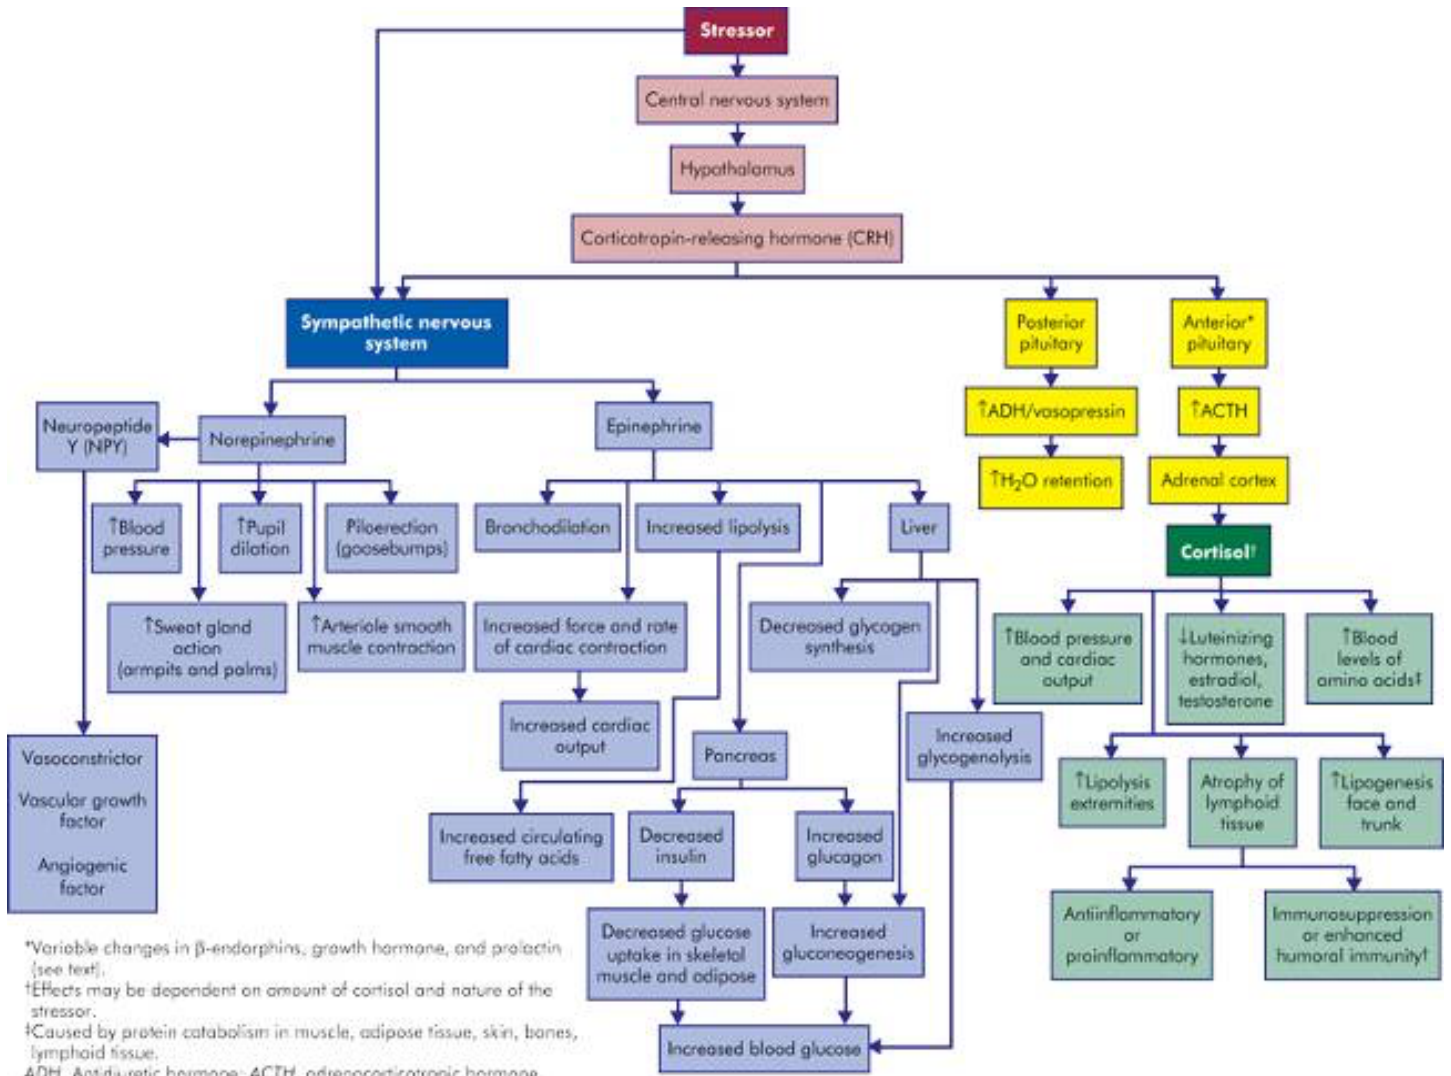 Stressor
Central nervous system
Hypothalamus
Corticotropin-releasing hormone (CRH)
Sympathetic nervous
system
Posterior
pituitary
Anterior*
pituitary
Neuropeptide
Y (NPY)
Norepinephrine
Epinephrine
↑ADH/vasopressin
↑ACTH
↑H₂O retention
Adrenal cortex
↑Blood
pressure
↑Pupil
dilation
Piloerection
(goosebumps)
Bronchodilation
Increased lipolysis
Liver
Cortisol†
↑Sweat gland
action
(armpits and palms)
↑Arteriole smooth
muscle contraction
Increased force and rate
of cardiac contraction
Decreased glycogen
synthesis
↑Blood pressure
and cardiac
output
↓Luteinizing
hormones,
estradiol,
testosterone
↑Blood
levels of
amino acids‡
Increased cardiac
output
Pancreas
Increased
glycogenolysis
Vasoconstrictor
Vascular growth
factor
Angiogenic
factor
↑Lipolysis
extremities
Atrophy of
lymphoid
tissue
↑Lipogenesis
face and
trunk
Increased circulating
free fatty acids
Decreased
insulin
Increased
glucagon
Decreased glucose
uptake in skeletal
muscle and adipose
Increased
gluconeogenesis
Antiinflammatory
or
proinflammatory
Immunosuppression
or enhanced
humoral immunity†
Increased blood glucose
*Variable changes in β-endorphins, growth hormone, and prolactin
(see text).
†Effects may be dependent on amount of cortisol and nature of the
stressor.
‡Caused by protein catabolism in muscle, adipose tissue, skin, bones,
lymphoid tissue.
ADH, Antidiuretic hormone; ACTH, adrenocorticotropic hormone